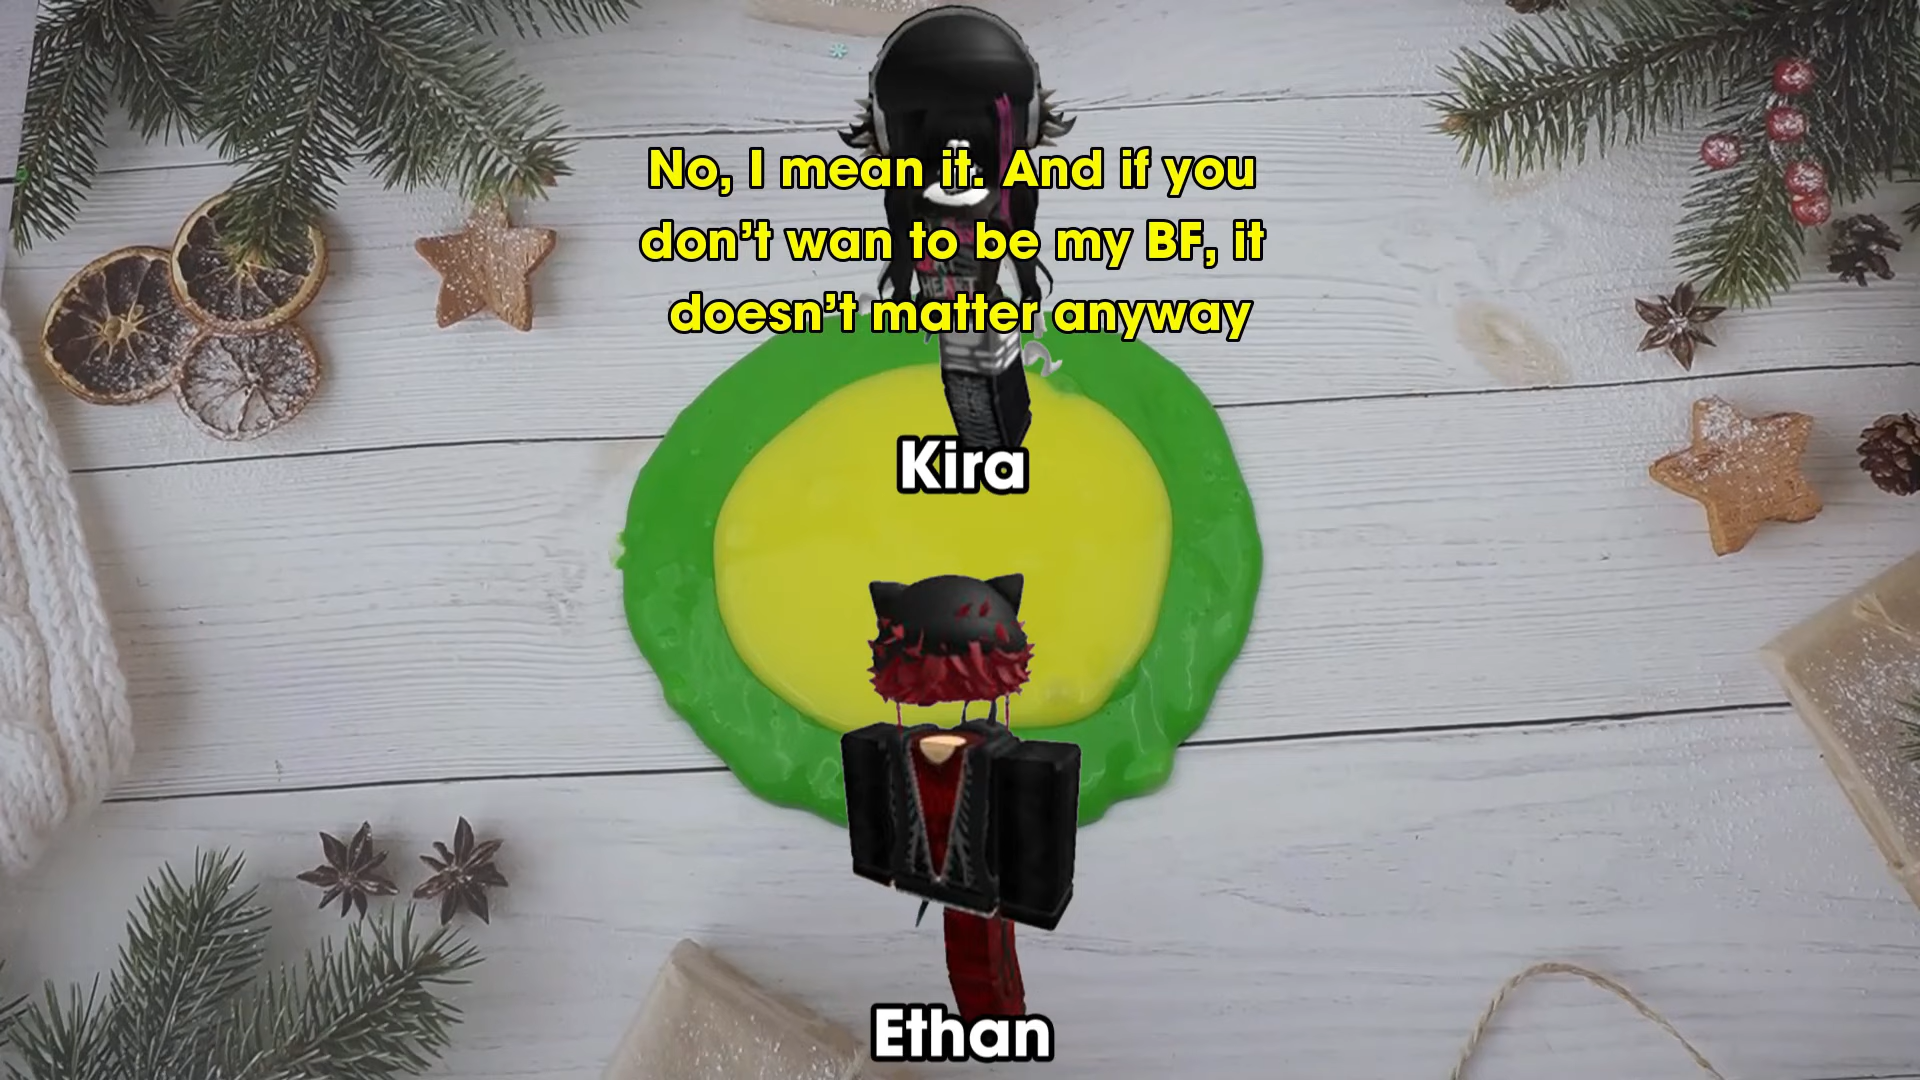 No, I mean it. And if you
don’t wan to be my BF, it
doesn’t matter anyway
Kira
Ethan